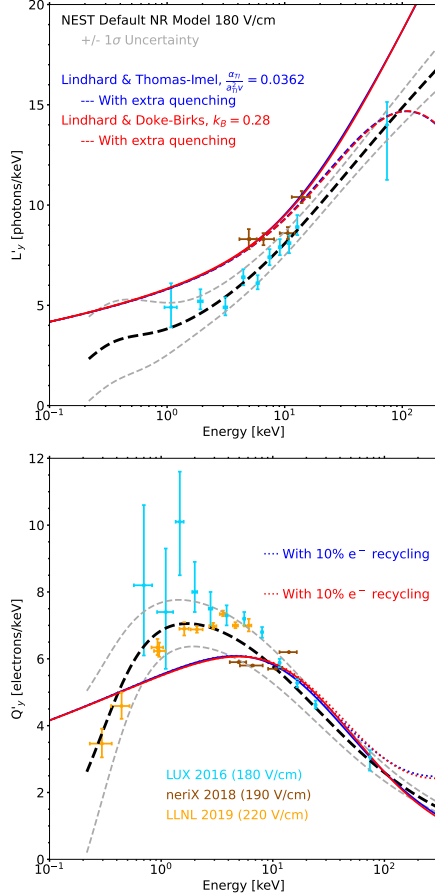 20
15
10
5
0
L'y [photons/keV]
NEST Default NR Model 180 V/cm
+/- 1σ Uncertainty
Lindhard & Thomas-Imel, α_TI/(a²_TI v) = 0.0362
--- With extra quenching
Lindhard & Doke-Birks, k_B = 0.28
--- With extra quenching
10⁻¹ 10⁰ 10¹ 10²
Energy [keV]
12
10
8
6
4
2
0
Q'y [electrons/keV]
With 10% e⁻ recycling
With 10% e⁻ recycling
LUX 2016 (180 V/cm)
neriX 2018 (190 V/cm)
LLNL 2019 (220 V/cm)
10⁻¹ 10⁰ 10¹ 10²
Energy [keV]